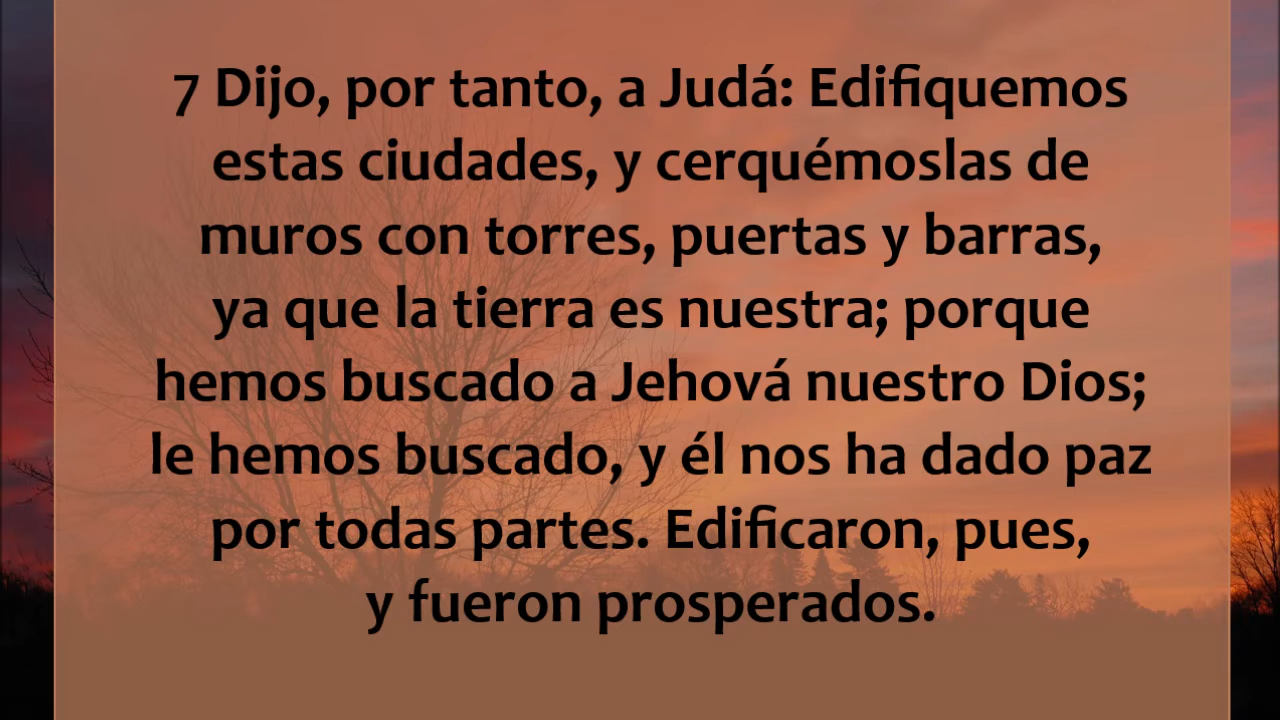 7 Dijo, por tanto, a Judá: Edifiquemos
estas ciudades, y cerquémoslas de
muros con torres, puertas y barras,
ya que la tierra es nuestra; porque
hemos buscado a Jehová nuestro Dios;
le hemos buscado, y él nos ha dado paz
por todas partes. Edificaron, pues,
y fueron prosperados.